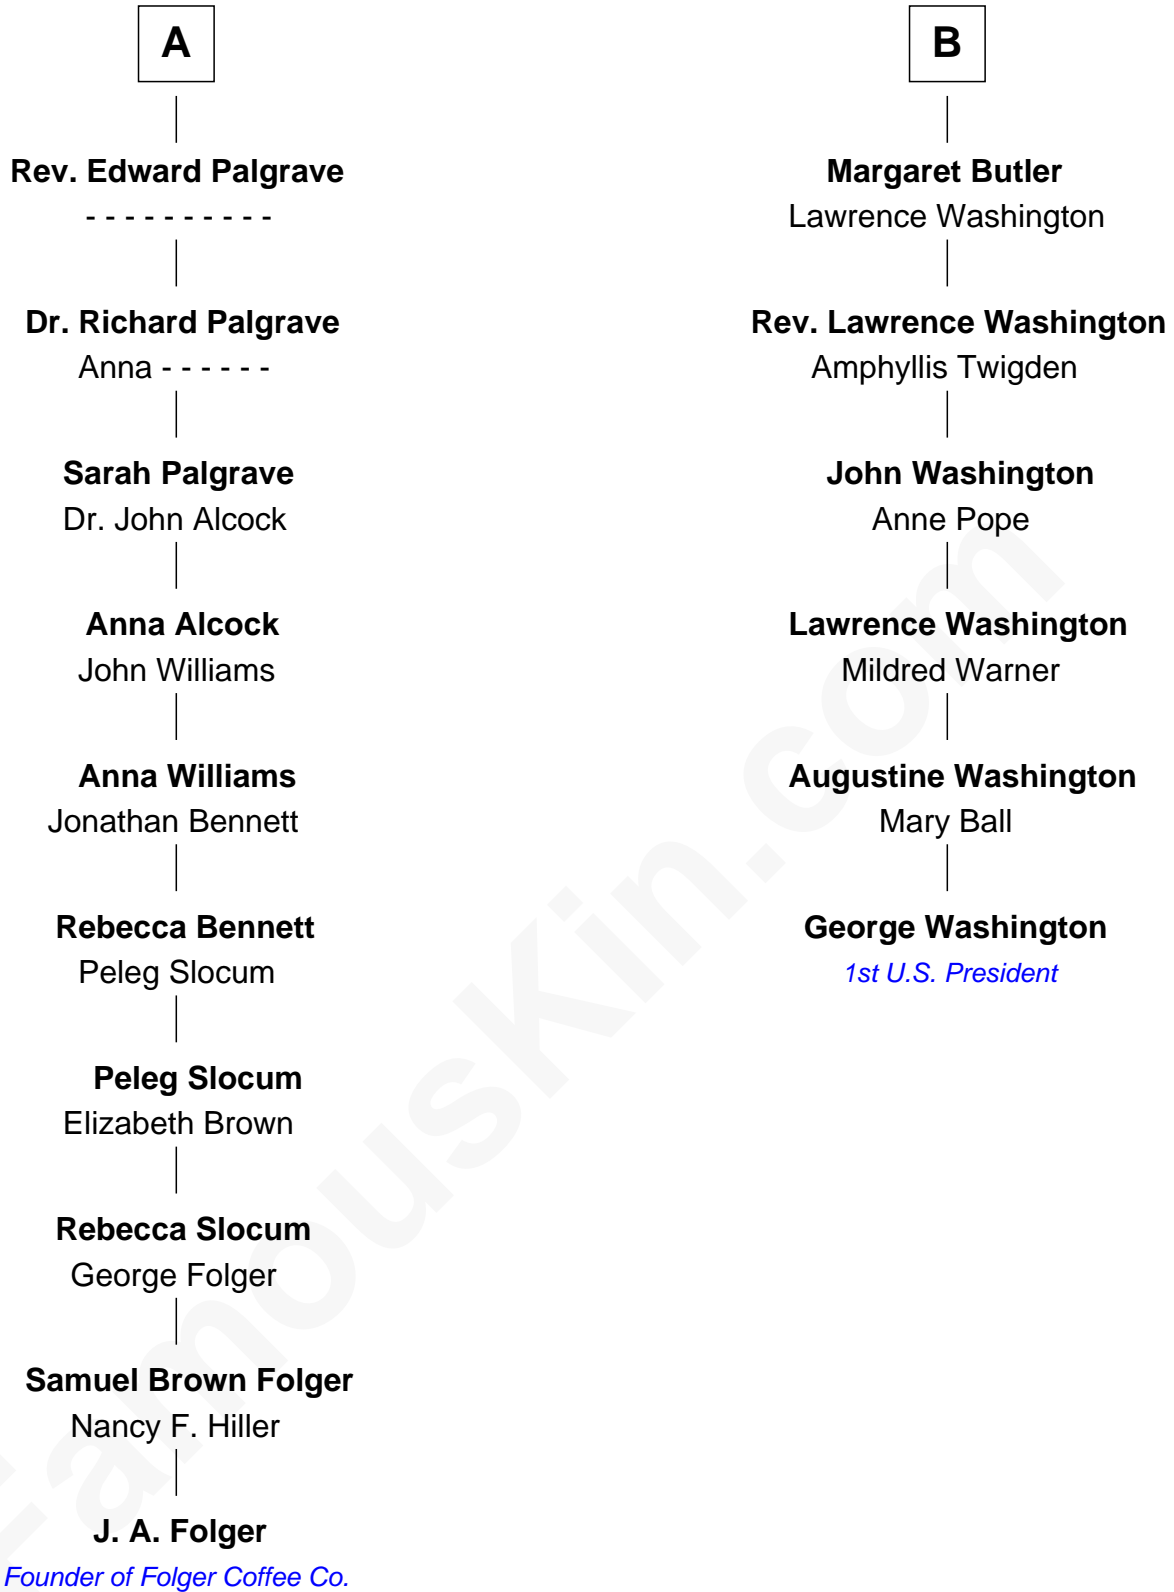 A
Rev. Edward Palgrave
- - - - - - - - - -
Dr. Richard Palgrave
Anna - - - - - -
Sarah Palgrave
Dr. John Alcock
Anna Alcock
John Williams
Anna Williams
Jonathan Bennett
Rebecca Bennett
Peleg Slocum
Peleg Slocum
Elizabeth Brown
Rebecca Slocum
George Folger
Samuel Brown Folger
Nancy F. Hiller
J. A. Folger
Founder of Folger Coffee Co.
B
Margaret Butler
Lawrence Washington
Rev. Lawrence Washington
Amphyllis Twigden
John Washington
Anne Pope
Lawrence Washington
Mildred Warner
Augustine Washington
Mary Ball
George Washington
1st U.S. President
FamousKin.com